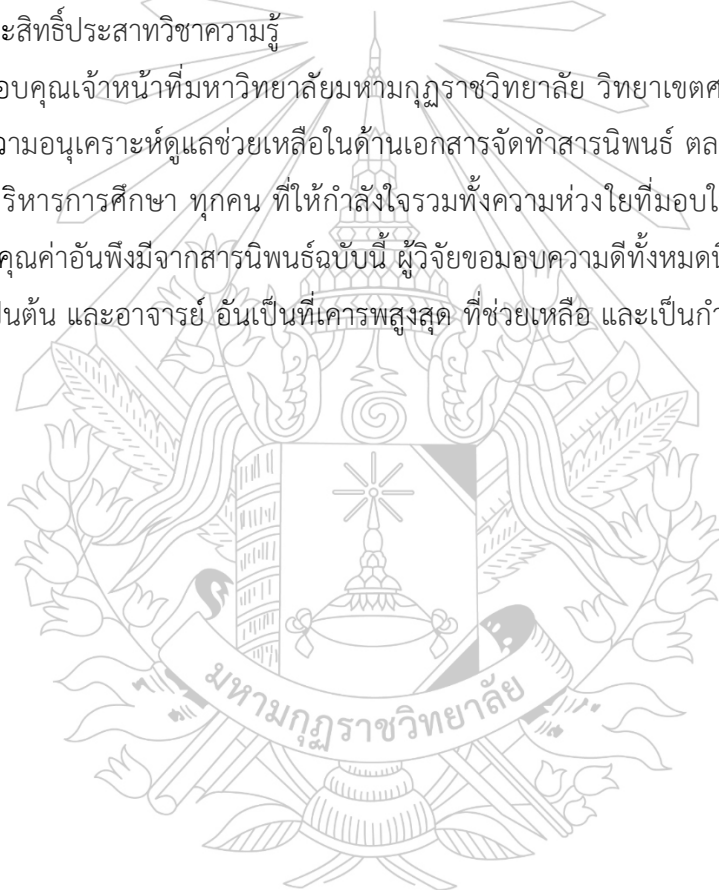 ะสิทธิ์ประสาทวิชาความรู้
อบคุณเจ้าหน้าที่มหาวิทยาลัยมหามกุฏราชวิทยาลัย วิทยาเขตศ
วามอนุเคราะห์ดูแลช่วยเหลือในด้านเอกสารจัดทำสารนิพนธ์ ตล
ริหารการศึกษา ทุกคน ที่ให้กำลังใจรวมทั้งความห่วงใยที่มอบใ
คุณค่าอันพึงมีจากสารนิพนธ์ฉบับนี้ ผู้วิจัยขอมอบความดีทั้งหมดนี
ป็นต้น และอาจารย์ อันเป็นที่เคารพสูงสุด ที่ช่วยเหลือ และเป็นกำ
มหามกุฏราชวิทยาลัย